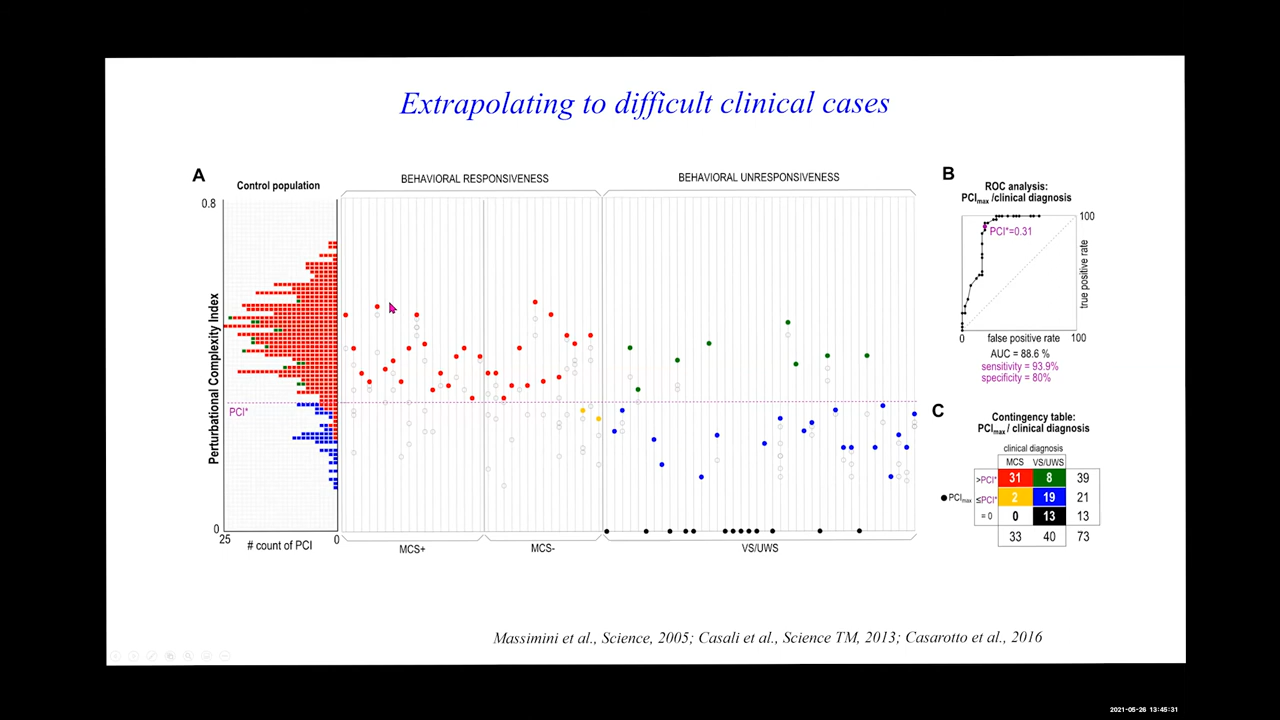 Extrapolating to difficult clinical cases
A
Control population
BEHAVIORAL RESPONSIVENESS
BEHAVIORAL UNRESPONSIVENESS
0.8
Perturbational Complexity Index
PCI*
0
25
# count of PCI
0
MCS+
MCS-
VS/UWS
B
ROC analysis:
PCImax /clinical diagnosis
100
PCI*=0.31
true positive rate
0
false positive rate
100
AUC = 88.6 %
sensitivity = 93.9%
specificity = 80%
C
Contingency table:
PCImax / clinical diagnosis
clinical diagnosis
MCS VS/UWS
>PCI* 31 8 39
PCImax ≤PCI* 2 19 21
= 0 0 13 13
33 40 73
Massimini et al., Science, 2005; Casali et al., Science TM, 2013; Casarotto et al., 2016
2021-05-26 13:45:31